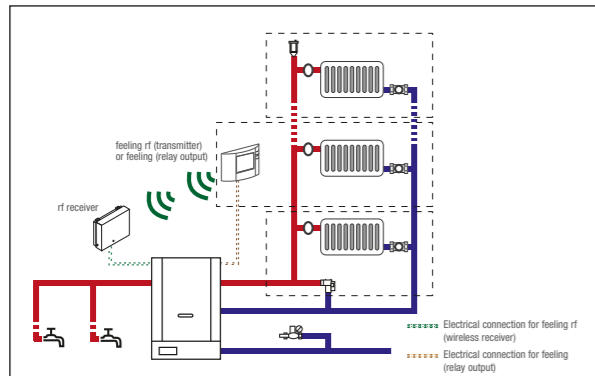 feeling rf (transmitter)
or feeling (relay output)
rf receiver
Electrical connection for feeling rf
(wireless receiver)
Electrical connection for feeling
(relay output)